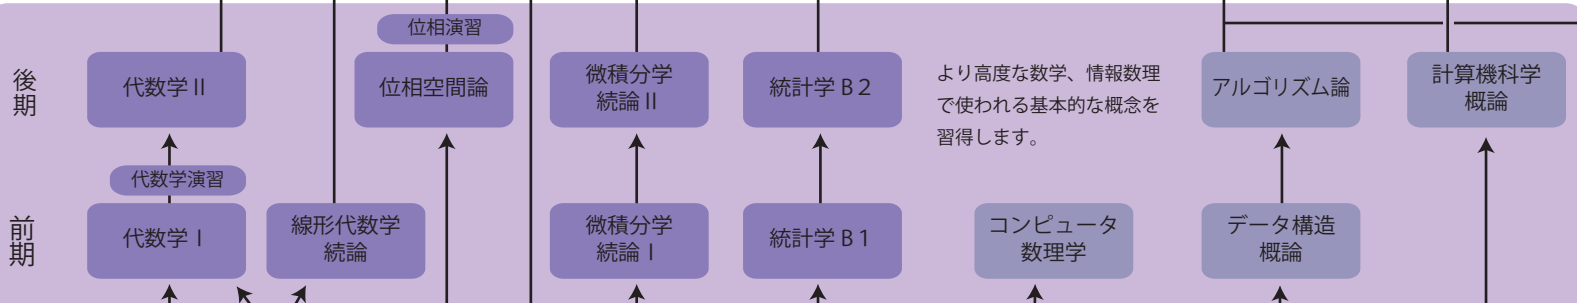 位相演習
後期
代数学 II
位相空間論
微積分学
続論 II
統計学 B 2
より高度な数学、情報数理
で使われる基本的な概念を
習得します。
アルゴリズム論
計算機科学
概論
代数学演習
前期
代数学 I
線形代数学
続論
微積分学
続論 I
統計学 B 1
コンピュータ
数理学
データ構造
概論